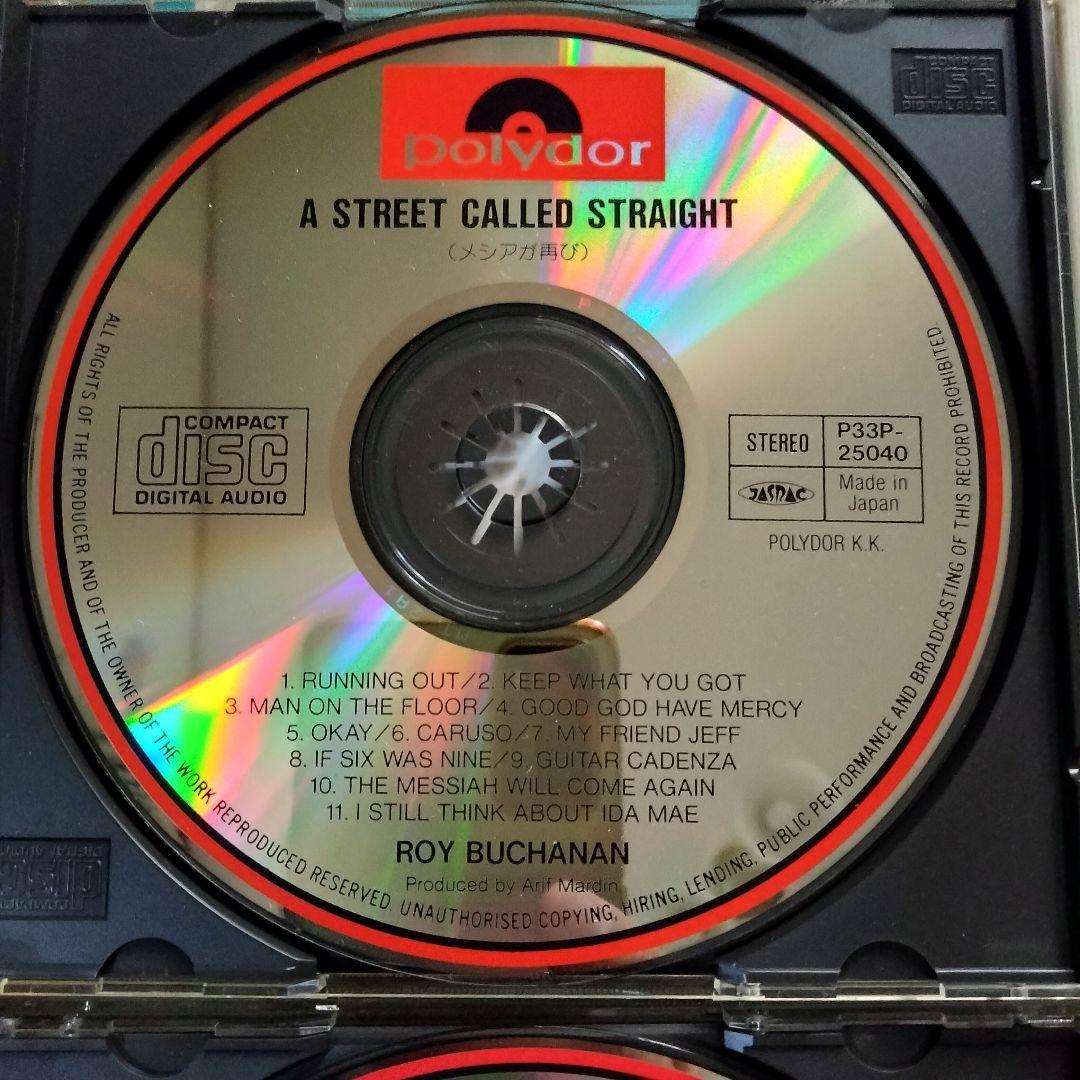 COMPACT
disc
DIGITAL AUDIO
polydor
A STREET CALLED STRAIGHT
(メシアが再び)
COMPACT
disc
DIGITAL AUDIO
STEREO
P33P-
25040
JASRAC
Made in
Japan
POLYDOR K.K.
1. RUNNING OUT/2. KEEP WHAT YOU GOT
3. MAN ON THE FLOOR/4. GOOD GOD HAVE MERCY
5. OKAY/6. CARUSO/7. MY FRIEND JEFF
8. IF SIX WAS NINE/9. GUITAR CADENZA
10. THE MESSIAH WILL COME AGAIN
11. I STILL THINK ABOUT IDA MAE
ROY BUCHANAN
Produced by Arif Mardin
ALL RIGHTS OF THE PRODUCER AND OF THE OWNER OF THE WORK REPRODUCED RESERVED. UNAUTHORISED COPYING, HIRING, LENDING, PUBLIC PERFORMANCE AND BROADCASTING OF THIS RECORD PROHIBITED.